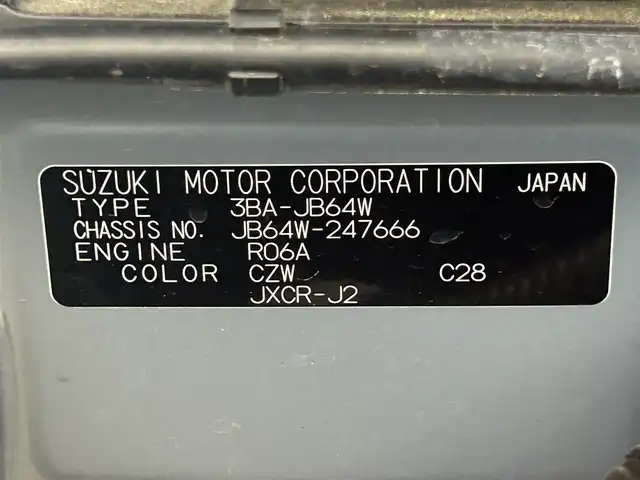 SUZUKI MOTOR CORPORATION JAPAN
TYPE 3BA-JB64W
CHASSIS NO. JB64W-247666
ENGINE R06A
COLOR CZW C28
JXCR-J2